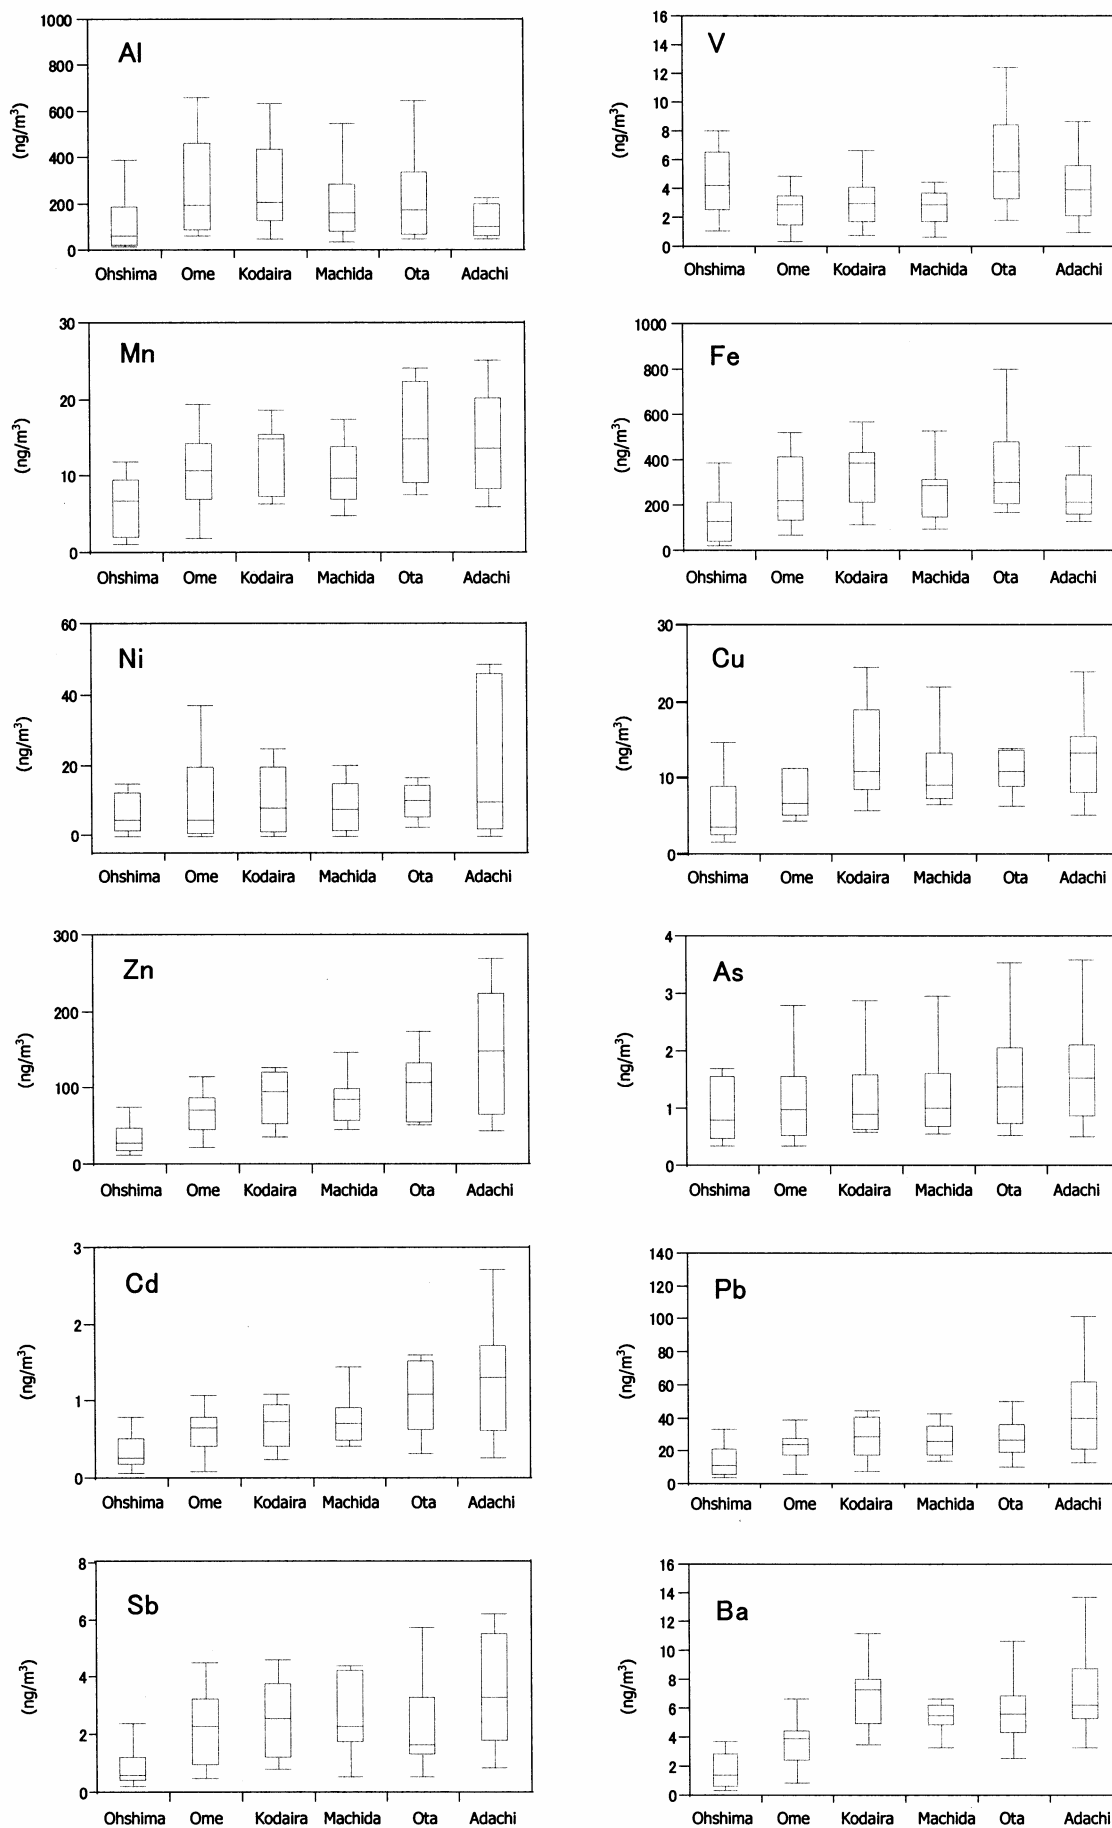 Al
(ng/m³)
1000
800
600
400
200
0
Ohshima Ome Kodaira Machida Ota Adachi
V
(ng/m³)
16
14
12
10
8
6
4
2
0
Ohshima Ome Kodaira Machida Ota Adachi
Mn
(ng/m³)
30
20
10
0
Ohshima Ome Kodaira Machida Ota Adachi
Fe
(ng/m³)
1000
800
600
400
200
0
Ohshima Ome Kodaira Machida Ota Adachi
Ni
(ng/m³)
60
40
20
0
Ohshima Ome Kodaira Machida Ota Adachi
Cu
(ng/m³)
30
20
10
0
Ohshima Ome Kodaira Machida Ota Adachi
Zn
(ng/m³)
300
200
100
0
Ohshima Ome Kodaira Machida Ota Adachi
As
(ng/m³)
4
3
2
1
0
Ohshima Ome Kodaira Machida Ota Adachi
Cd
(ng/m³)
3
2
1
0
Ohshima Ome Kodaira Machida Ota Adachi
Pb
(ng/m³)
140
120
100
80
60
40
20
0
Ohshima Ome Kodaira Machida Ota Adachi
Sb
(ng/m³)
8
6
4
2
0
Ohshima Ome Kodaira Machida Ota Adachi
Ba
(ng/m³)
16
14
12
10
8
6
4
2
0
Ohshima Ome Kodaira Machida Ota Adachi